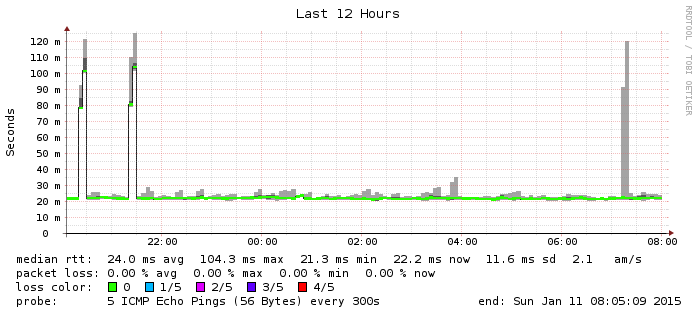 Last 12 Hours
RRDTOOL / TOBI OETIKER
Seconds
120 m
110 m
100 m
90 m
80 m
70 m
60 m
50 m
40 m
30 m
20 m
10 m
0
22:00 00:00 02:00 04:00 06:00 08:00
median rtt: 24.0 ms avg 104.3 ms max 21.3 ms min 22.2 ms now 11.6 ms sd 2.1 am/s
packet loss: 0.00 % avg 0.00 % max 0.00 % min 0.00 % now
loss color: 0 1/5 2/5 3/5 4/5
probe: 5 ICMP Echo Pings (56 Bytes) every 300s end: Sun Jan 11 08:05:09 2015